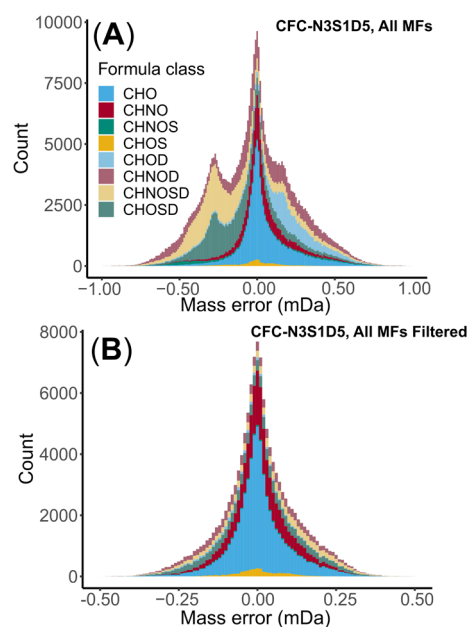 (A)
CFC-N3S1D5, All MFs
Formula class
CHO
CHNO
CHNOS
CHOS
CHOD
CHNOD
CHNOSD
CHOSD
Count
10000
7500
5000
2500
0
−1.00
−0.50
0.00
0.50
1.00
Mass error (mDa)
(B)
CFC-N3S1D5, All MFs Filtered
Count
8000
6000
4000
2000
0
−0.50
−0.25
0.00
0.25
0.50
Mass error (mDa)